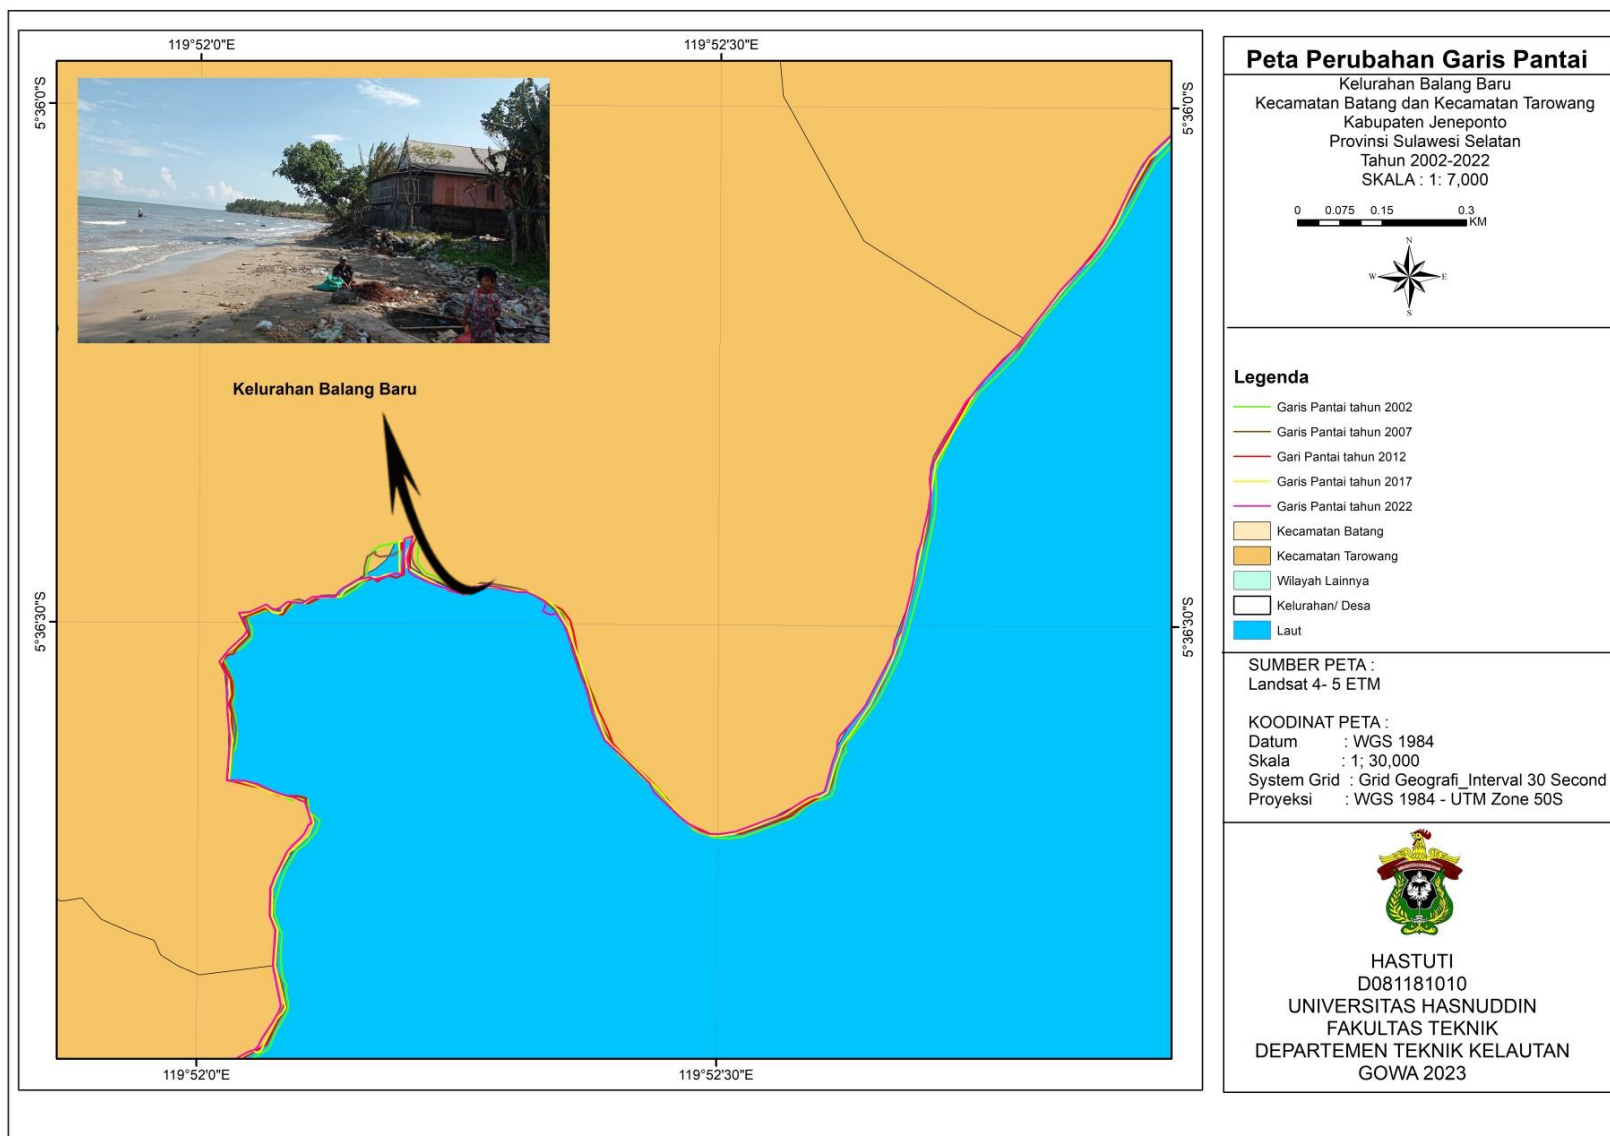 119°52'0"E
119°52'30"E
5°36'0"S
5°36'0"S
Kelurahan Balang Baru
5°36'30"S
5°36'30"S
119°52'0"E
119°52'30"E
Peta Perubahan Garis Pantai
Kelurahan Balang Baru
Kecamatan Batang dan Kecamatan Tarowang
Kabupaten Jeneponto
Provinsi Sulawesi Selatan
Tahun 2002-2022
SKALA : 1: 7,000
0 0.075 0.15 0.3
KM
N
W E
S
Legenda
Garis Pantai tahun 2002
Garis Pantai tahun 2007
Gari Pantai tahun 2012
Garis Pantai tahun 2017
Garis Pantai tahun 2022
Kecamatan Batang
Kecamatan Tarowang
Wilayah Lainnya
Kelurahan/ Desa
Laut
SUMBER PETA :
Landsat 4- 5 ETM
KOODINAT PETA :
Datum : WGS 1984
Skala : 1; 30,000
System Grid : Grid Geografi_Interval 30 Second
Proyeksi : WGS 1984 - UTM Zone 50S
HASTUTI
D081181010
UNIVERSITAS HASNUDDIN
FAKULTAS TEKNIK
DEPARTEMEN TEKNIK KELAUTAN
GOWA 2023